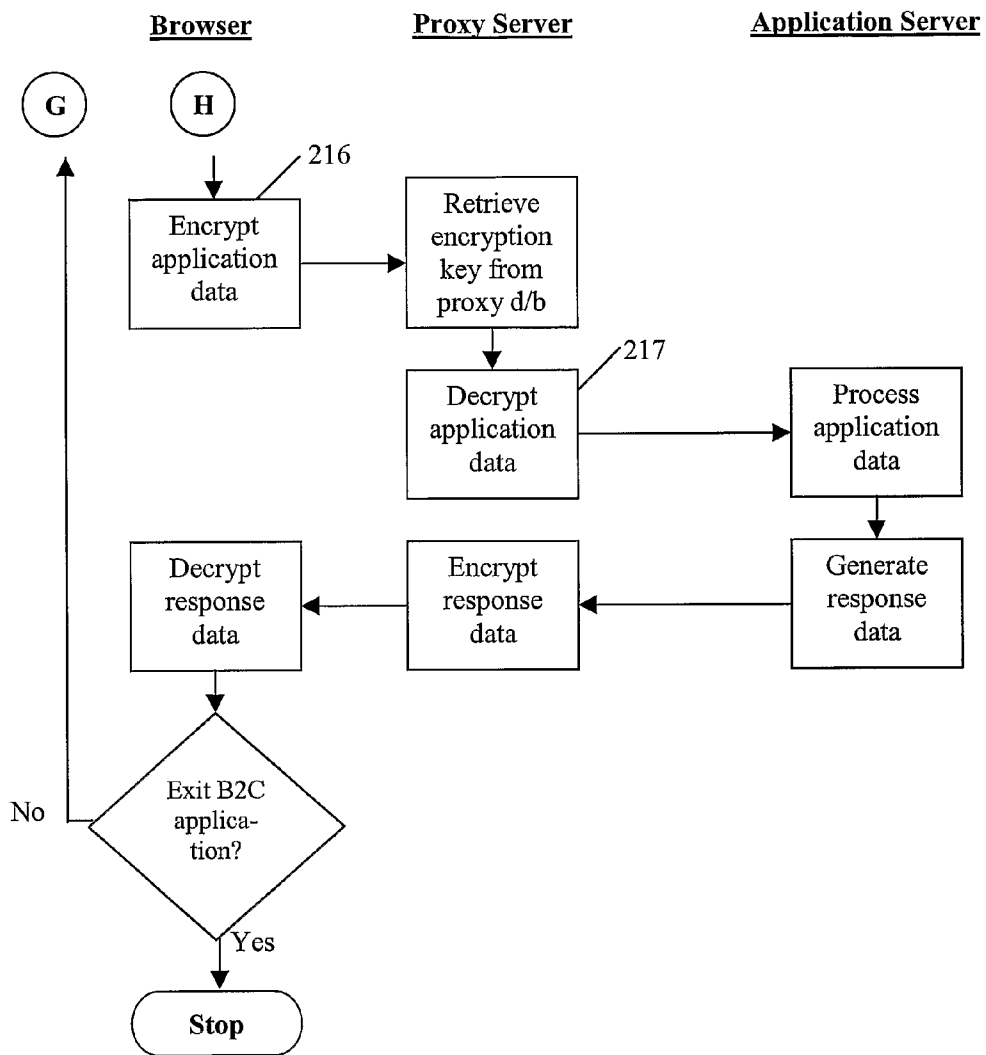 Browser
Proxy Server
Application Server
G
H
216
Encrypt
application
data
Retrieve
encryption
key from
proxy d/b
217
Decrypt
application
data
Process
application
data
Decrypt
response
data
Encrypt
response
data
Generate
response
data
Exit B2C
applica-
tion?
No
Yes
Stop